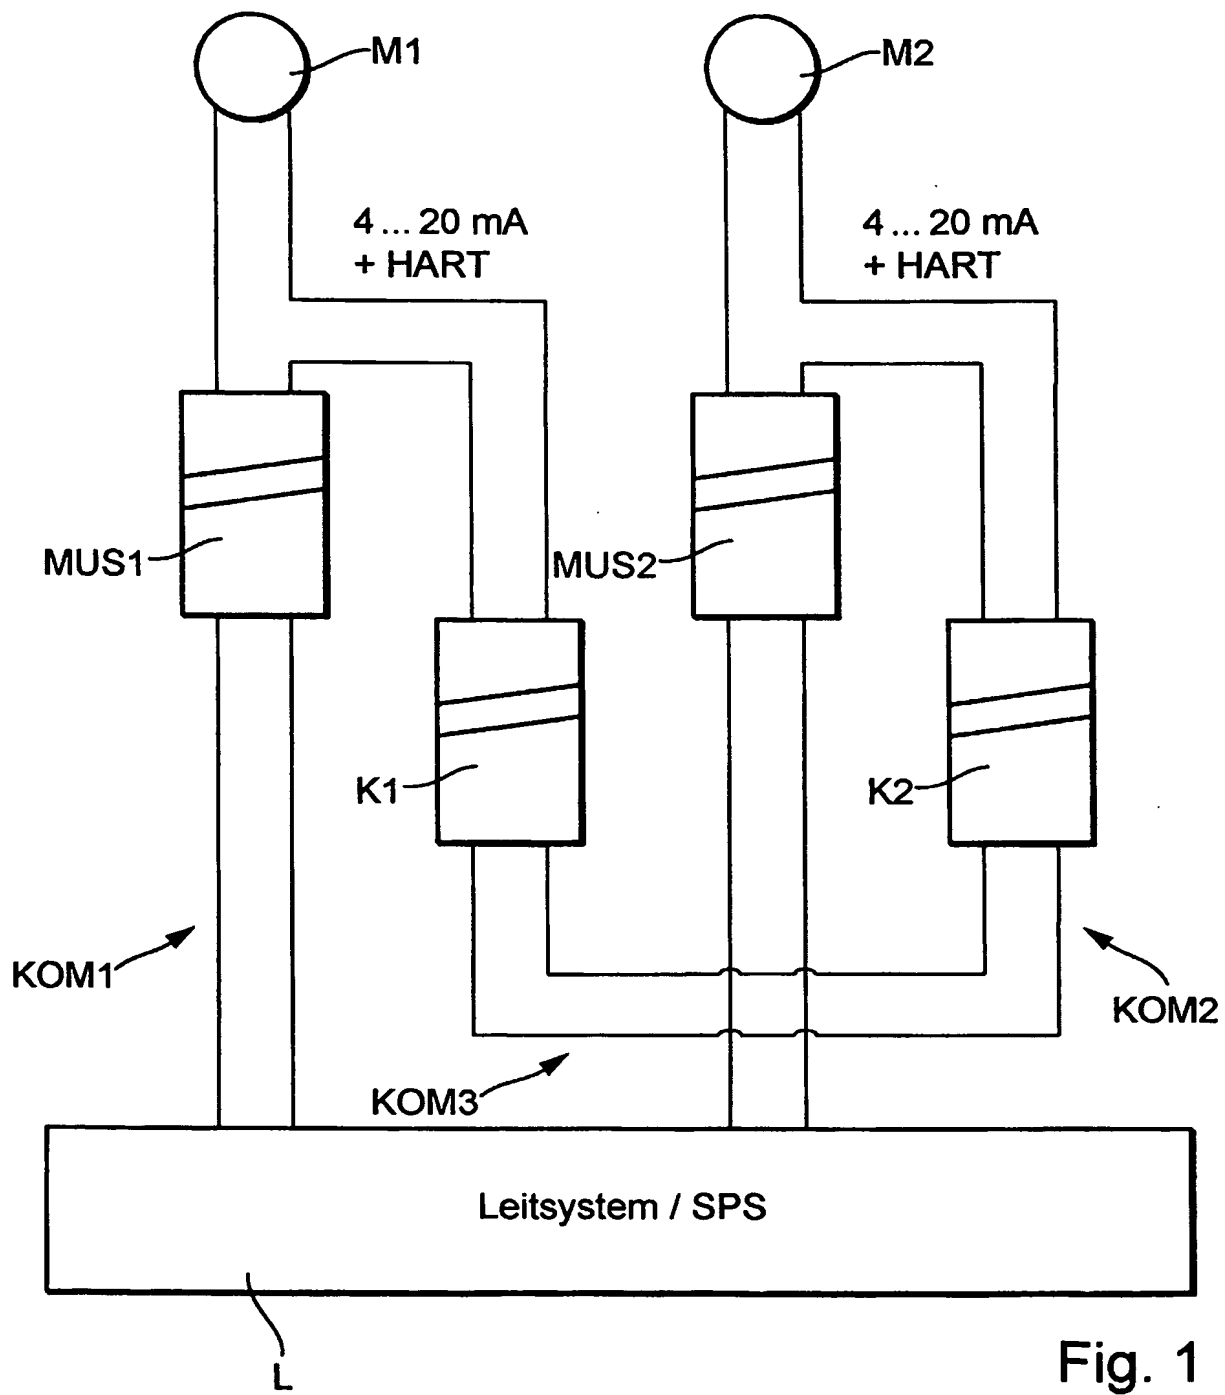 M1
M2
4 ... 20 mA
+ HART
4 ... 20 mA
+ HART
MUS1
MUS2
K1
K2
KOM1
KOM2
KOM3
Leitsystem / SPS
L
Fig. 1